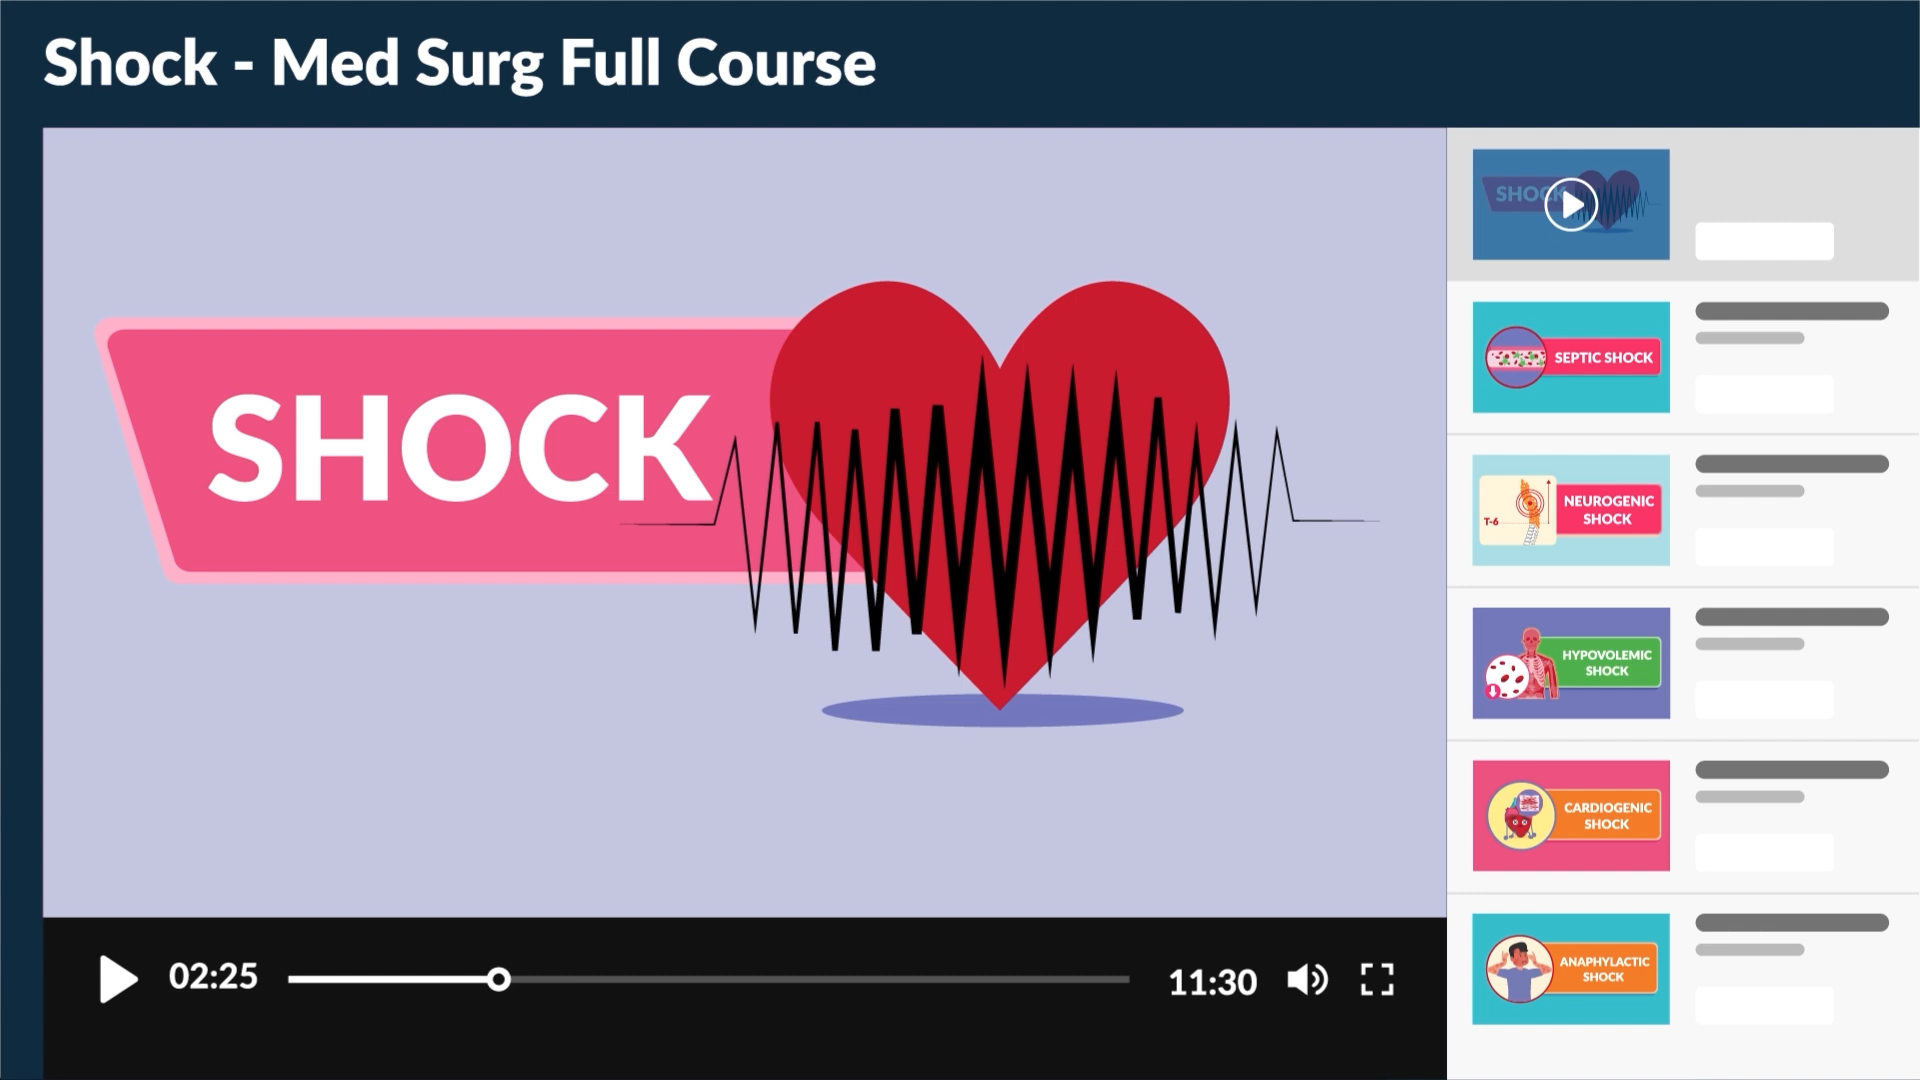 Shock - Med Surg Full Course
SHOCK
02:25
11:30
SHOCK
SEPTIC SHOCK
T-6
NEUROGENIC
SHOCK
HYPOVOLEMIC
SHOCK
CARDIOGENIC
SHOCK
ANAPHYLACTIC
SHOCK